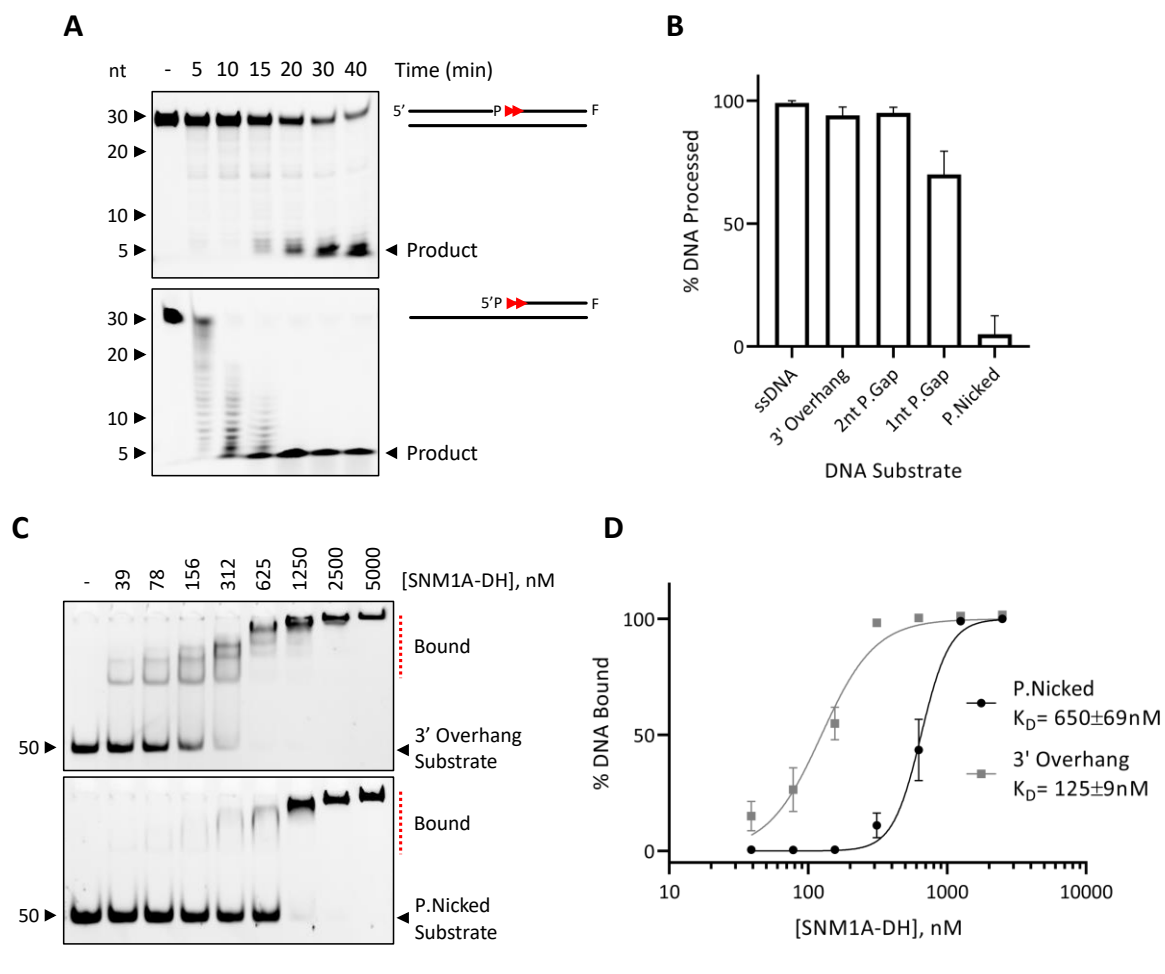 A
nt - 5 10 15 20 30 40 Time (min)
30
20
10
5
5' P F
Product
30
20
10
5
5'P F
Product
B
% DNA Processed
100
50
0
ssDNA
3' Overhang
2nt P.Gap
1nt P.Gap
P.Nicked
DNA Substrate
C
- 39 78 156 312 625 1250 2500 5000 [SNM1A-DH], nM
Bound
50
3' Overhang
Substrate
Bound
50
P.Nicked
Substrate
D
% DNA Bound
100
50
0
10 100 1000 10000
[SNM1A-DH], nM
P.Nicked
K_D= 650±69nM
3' Overhang
K_D= 125±9nM